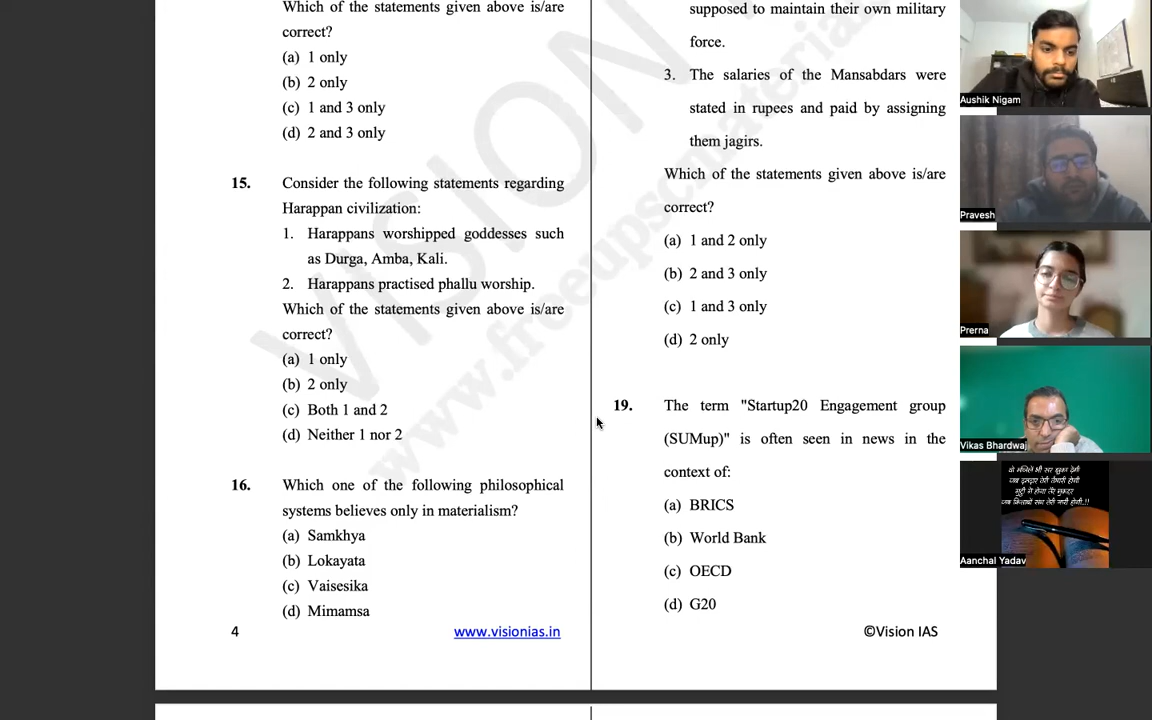 Which of the statements given above is/are
correct?
(a) 1 only
(b) 2 only
(c) 1 and 3 only
(d) 2 and 3 only
15. Consider the following statements regarding
Harappan civilization:
1. Harappans worshipped goddesses such
as Durga, Amba, Kali.
2. Harappans practised phallu worship.
Which of the statements given above is/are
correct?
(a) 1 only
(b) 2 only
(c) Both 1 and 2
(d) Neither 1 nor 2
16. Which one of the following philosophical
systems believes only in materialism?
(a) Samkhya
(b) Lokayata
(c) Vaisesika
(d) Mimamsa
4
www.visionias.in
supposed to maintain their own military
force.
3. The salaries of the Mansabdars were
stated in rupees and paid by assigning
them jagirs.
Which of the statements given above is/are
correct?
(a) 1 and 2 only
(b) 2 and 3 only
(c) 1 and 3 only
(d) 2 only
19. The term "Startup20 Engagement group
(SUMup)" is often seen in news in the
context of:
(a) BRICS
(b) World Bank
(c) OECD
(d) G20
©Vision IAS
VISION
www.freeupscmaterial
Aushik Nigam
Pravesh
Prerna
Vikas Bhardwaj
Aanchal Yadav